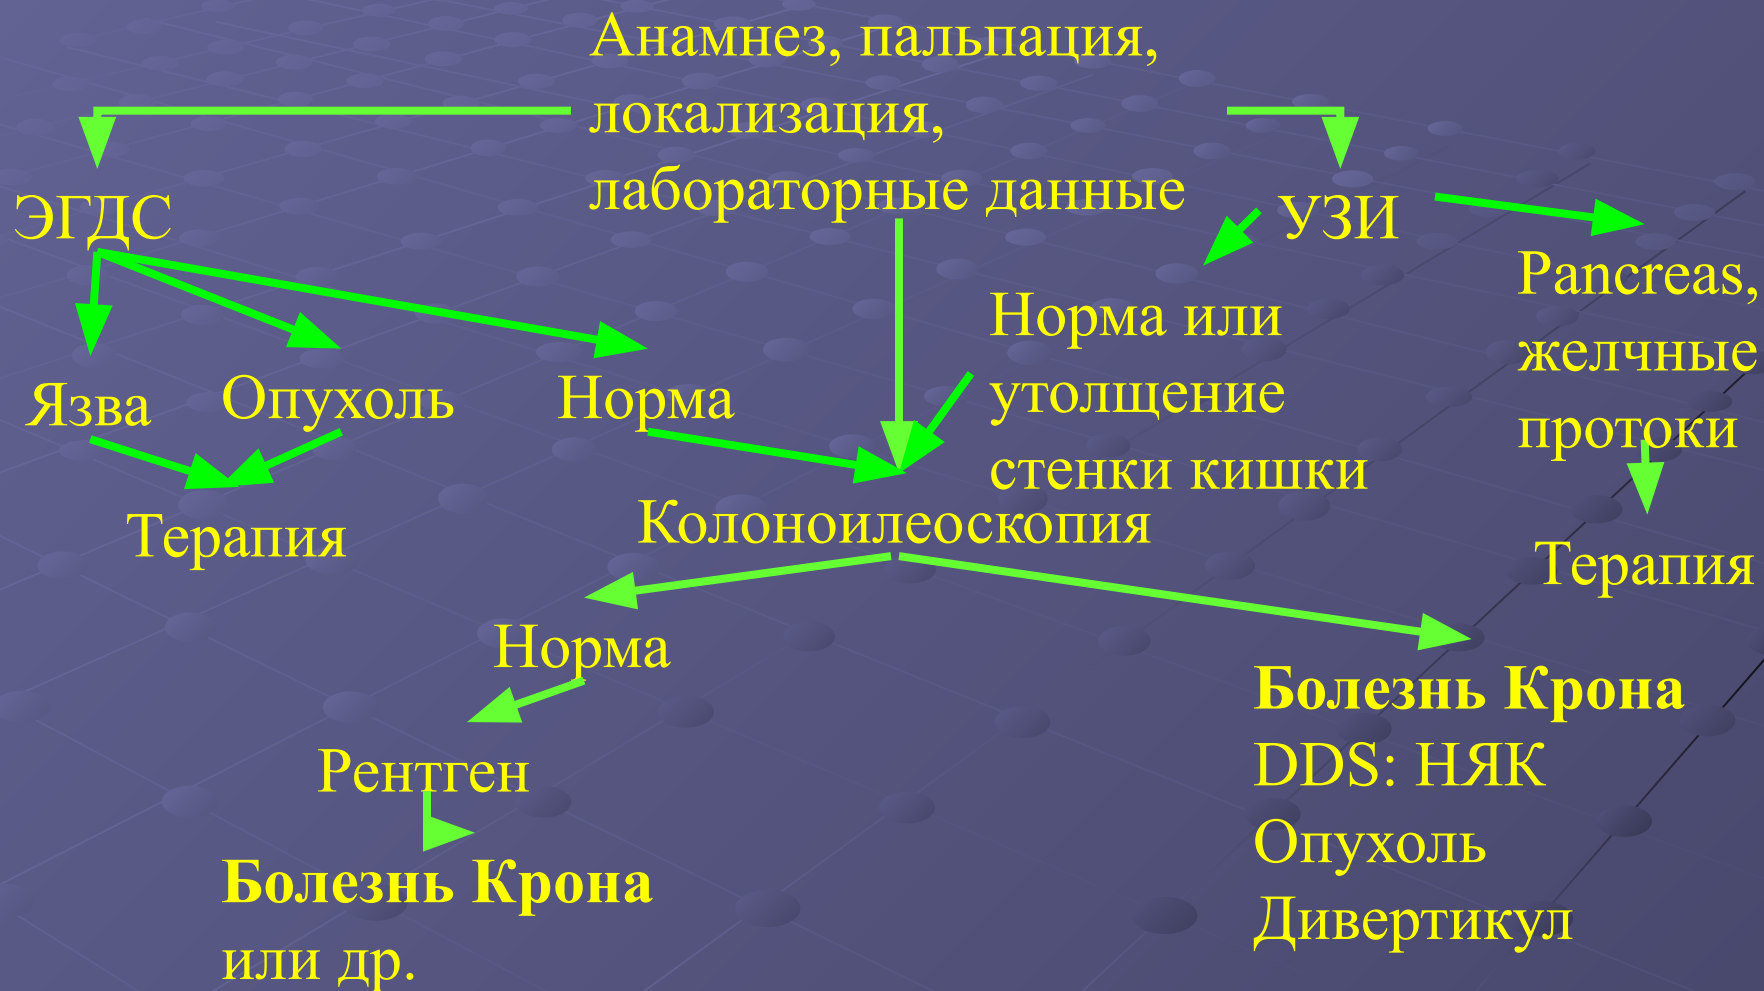 Анамнез, пальпация,
локализация,
лабораторные данные
ЭГДС
УЗИ
Язва
Опухоль
Норма
Норма или
утолщение
стенки кишки
Pancreas,
желчные
протоки
Терапия
Колоноилеоскопия
Терапия
Норма
Рентген
Болезнь Крона
или др.
Болезнь Крона
DDS: НЯК
Опухоль
Дивертикул